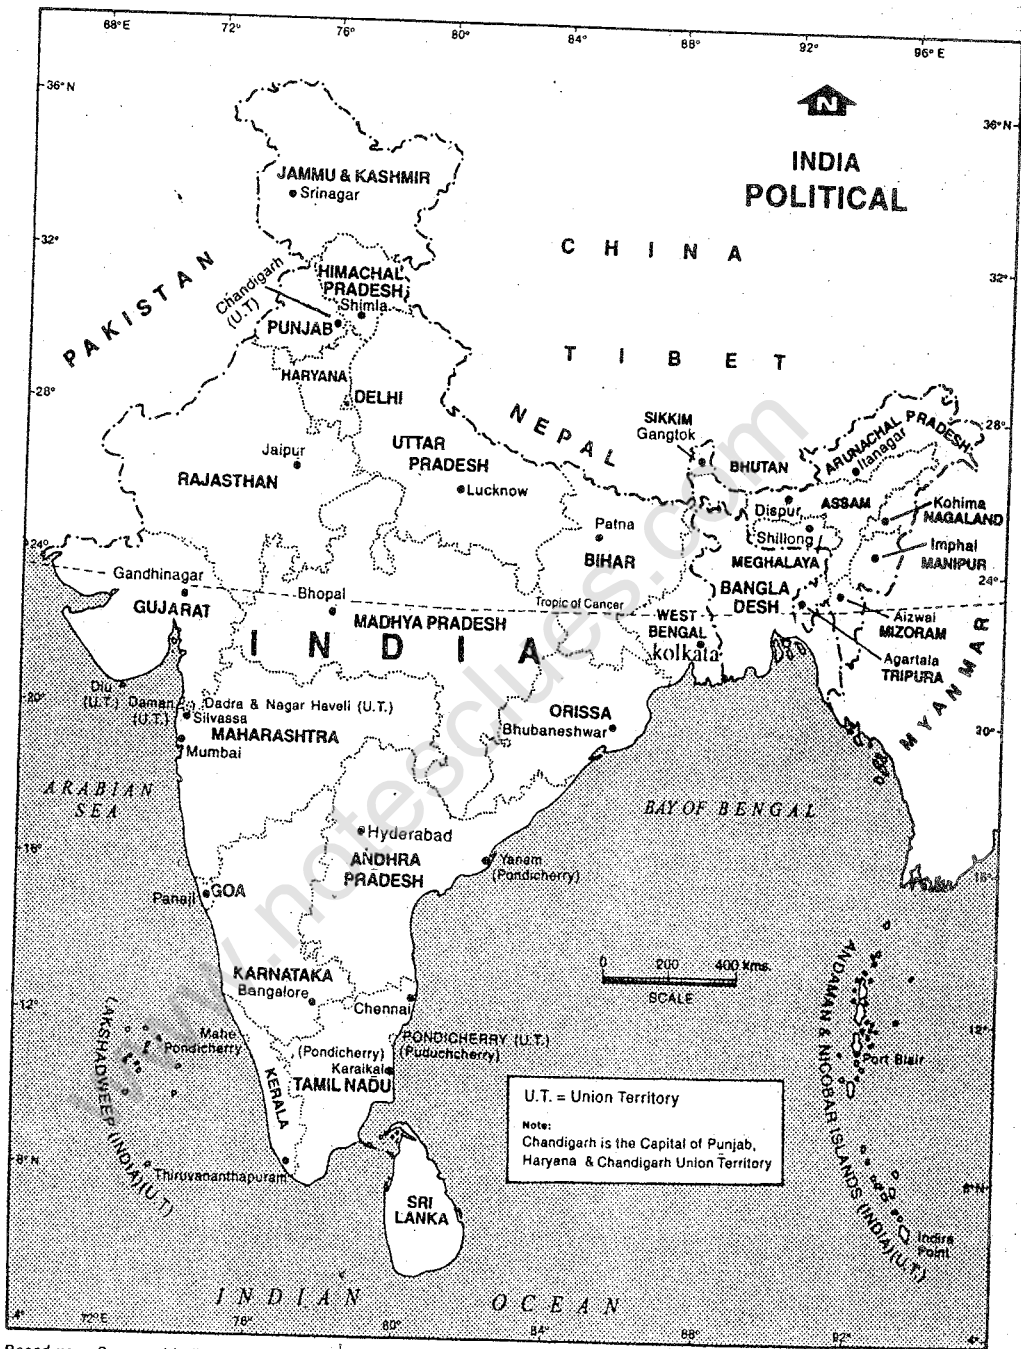 68°E
72°
76°
80°
84°
88°
92°
96° E
36° N
36° N
N
INDIA
POLITICAL
JAMMU & KASHMIR
Srinagar
32°
C H I N A
32°
PAKISTAN
HIMACHAL
PRADESH
Shimla
Chandigarh
(U.T)
PUNJAB
T I B E T
HARYANA
28°
DELHI
NEPAL
SIKKIM
Gangtok
BHUTAN
ARUNACHAL PRADESH
Itanagar
28°
Jaipur
RAJASTHAN
UTTAR
PRADESH
Lucknow
Dispur
ASSAM
Kohima
NAGALAND
Patna
BIHAR
Shillong
MEGHALAYA
Imphal
MANIPUR
24°
24°
Gandhinagar
GUJARAT
Bhopal
MADHYA PRADESH
Tropic of Cancer
BANGLA
DESH
WEST
BENGAL
kolkata
Aizwal
MIZORAM
Agartala
TRIPURA
I N D I A
MYANMAR
20°
Diu
(U.T.)
Daman
(U.T.)
Dadra & Nagar Haveli (U.T.)
Silvassa
MAHARASHTRA
Mumbai
ORISSA
Bhubaneshwar
20°
ARABIAN
SEA
BAY OF BENGAL
Hyderabad
ANDHRA
PRADESH
Yanam
(Pondicherry)
16°
16°
Panaji
GOA
KARNATAKA
Bangalore
Chennai
0 200 400 kms.
SCALE
12°
12°
Mahe
Pondicherry
PONDICHERRY (U.T.)
(Puduchcherry)
(Pondicherry)
Karaikal
TAMIL NADU
KERALA
LAKSHADWEEP (INDIA)(U.T)
ANDAMAN & NICOBAR ISLANDS (INDIA)(U.T.)
Port Blair
U.T. = Union Territory
Note:
Chandigarh is the Capital of Punjab,
Haryana & Chandigarh Union Territory
8° N
8° N
Thiruvananthapuram
SRI
LANKA
Indira
Point
INDIAN OCEAN
4°
72°E
76°
80°
84°
88°
92°
4°
www.notesclues.com